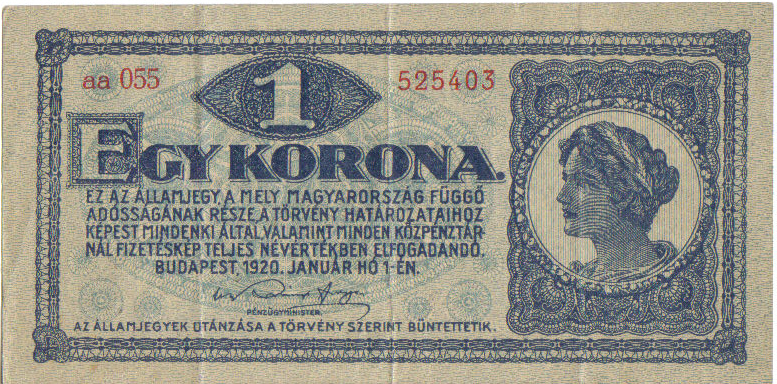 aa 055
525403
1
EGY KORONA.
EZ AZ ÁLLAMJEGY, A MELY MAGYARORSZÁG FÜGGŐ
ADÓSSÁGÁNAK RÉSZE, A TÖRVÉNY HATÁROZATAIHOZ
KÉPEST MINDENKI ÁLTAL, VALAMINT MINDEN KÖZPÉNZTÁR-
NÁL FIZETÉSKÉP TELJES NÉVÉRTÉKBEN ELFOGADANDÓ.
BUDAPEST, 1920. JANUÁR HÓ 1-ÉN.
PÉNZÜGYMINISTER.
AZ ÁLLAMJEGYEK UTÁNZÁSA A TÖRVÉNY SZERINT BÜNTETTETIK.